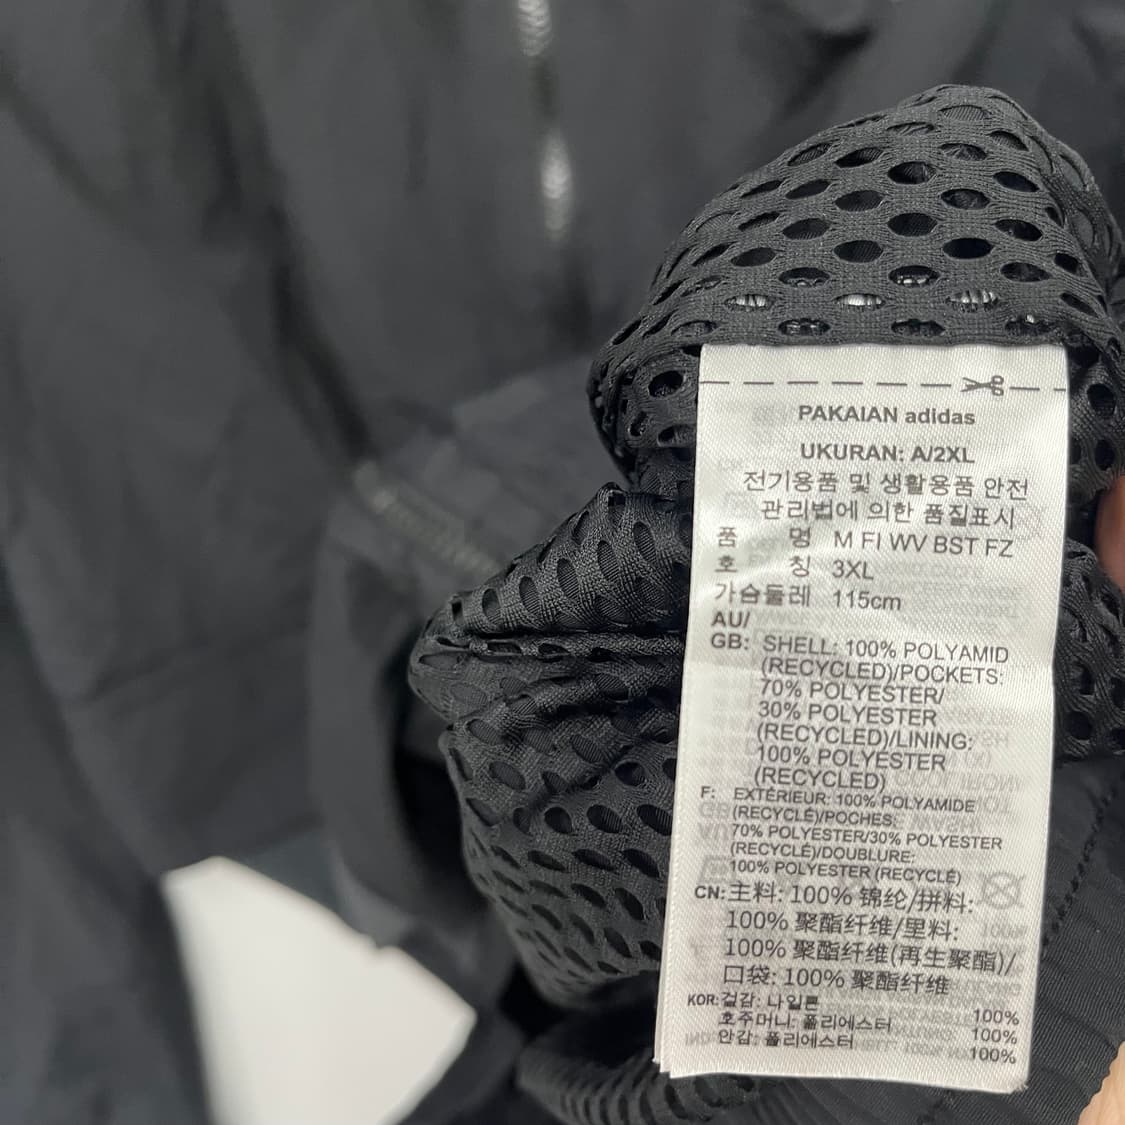 PAKAIAN adidas
UKURAN: A/2XL
전기용품 및 생활용품 안전
관리법에 의한 품질표시
품 명 M FI WV BST FZ
호 칭 3XL
가슴둘레 115cm
AU/
GB: SHELL: 100% POLYAMID
(RECYCLED)/POCKETS:
70% POLYESTER/
30% POLYESTER
(RECYCLED)/LINING:
100% POLYESTER
(RECYCLED)
F: EXTÉRIEUR: 100% POLYAMIDE
(RECYCLÉ)/POCHES:
70% POLYESTER/30% POLYESTER
(RECYCLÉ)/DOUBLURE:
100% POLYESTER (RECYCLÉ)
CN: 主料: 100% 锦纶/拼料:
100% 聚酯纤维/里料:
100% 聚酯纤维(再生聚酯)/
口袋: 100% 聚酯纤维
KOR: 겉감: 나일론 100%
호주머니: 폴리에스터 100%
안감: 폴리에스터 100%